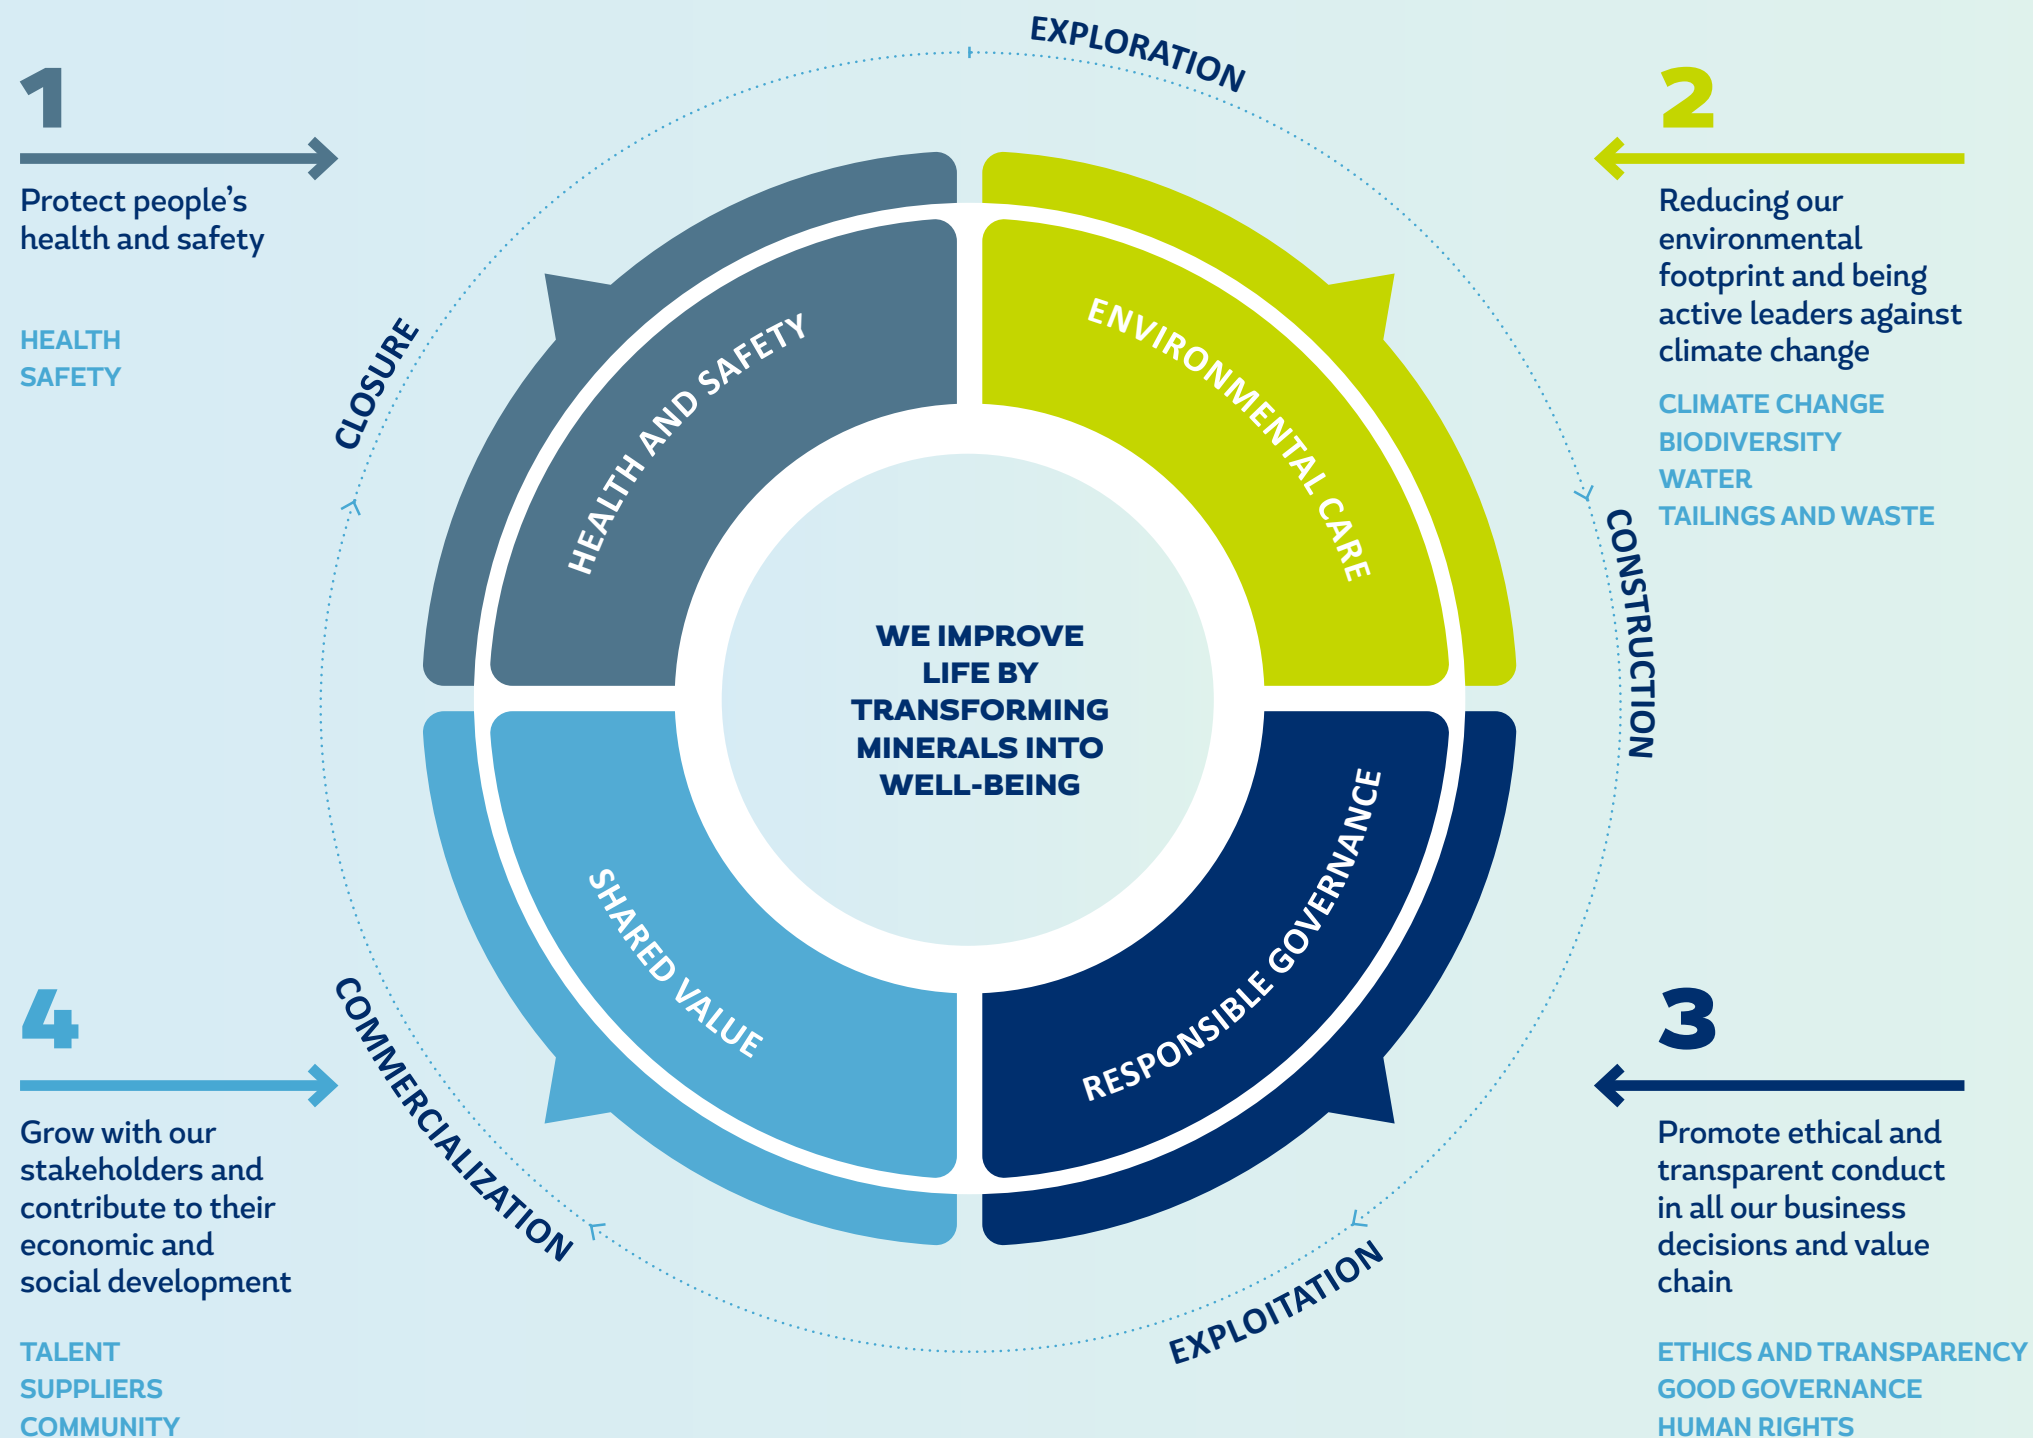 EXPLORATION
1
Protect people's
health and safety
HEALTH
SAFETY
2
Reducing our
environmental
footprint and being
active leaders against
climate change
CLIMATE CHANGE
BIODIVERSITY
WATER
TAILINGS AND WASTE
CLOSURE
CONSTRUCTION
HEALTH AND SAFETY
ENVIRONMENTAL CARE
WE IMPROVE
LIFE BY
TRANSFORMING
MINERALS INTO
WELL-BEING
SHARED VALUE
RESPONSIBLE GOVERNANCE
COMMERCIALIZATION
EXPLOITATION
4
Grow with our
stakeholders and
contribute to their
economic and
social development
TALENT
SUPPLIERS
COMMUNITY
3
Promote ethical and
transparent conduct
in all our business
decisions and value
chain
ETHICS AND TRANSPARENCY
GOOD GOVERNANCE
HUMAN RIGHTS